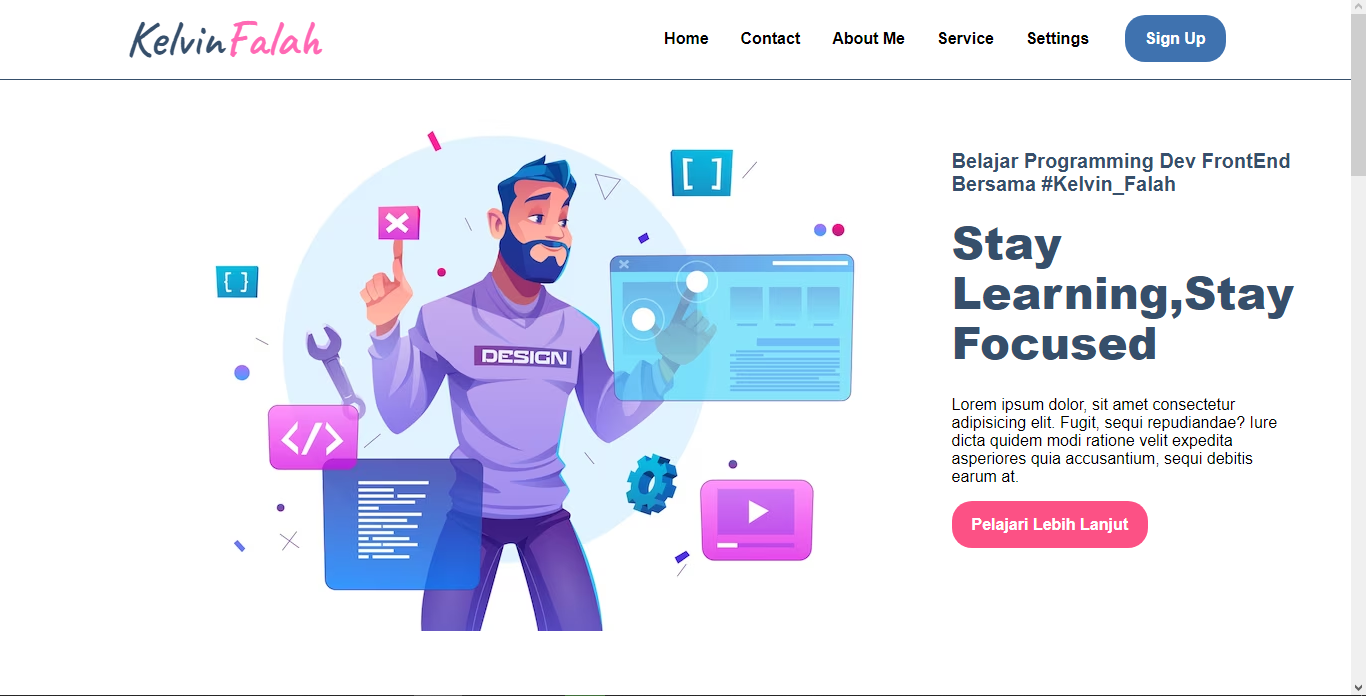 KelvinFalah
Home
Contact
About Me
Service
Settings
Sign Up
DESIGN
Belajar Programming Dev FrontEnd
Bersama #Kelvin_Falah
Stay
Learning,Stay
Focused
Lorem ipsum dolor, sit amet consectetur
adipisicing elit. Fugit, sequi repudiandae? Iure
dicta quidem modi ratione velit expedita
asperiores quia accusantium, sequi debitis
earum at.
Pelajari Lebih Lanjut